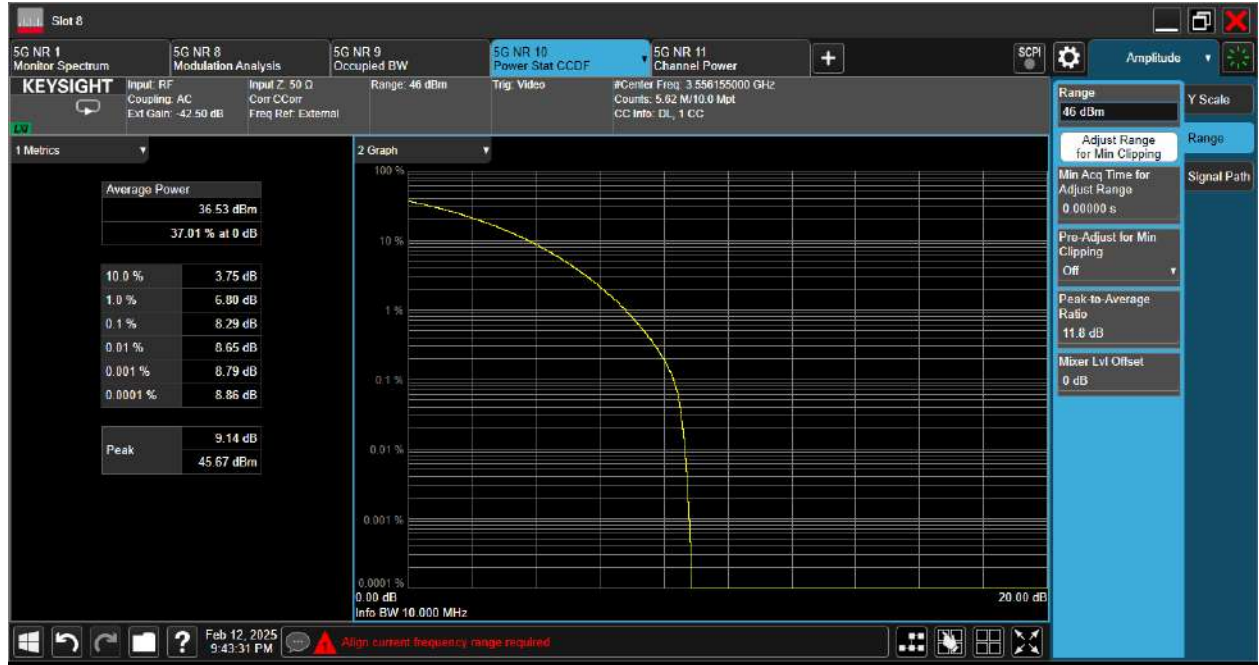 Slot 8
5G NR 1
Monitor Spectrum
5G NR 8
Modulation Analysis
5G NR 9
Occupied BW
5G NR 10
Power Stat CCDF
5G NR 11
Channel Power
SCPI
Amplitude
KEYSIGHT
Input: RF
Coupling: AC
Ext Gain: -42.50 dB
Input Z: 50 Ω
Corr CCorr
Freq Ref: External
Range: 46 dBm
Trig: Video
#Center Freq: 3.556155000 GHz
Counts: 5.62 M/10.0 Mpt
CC Info: DL, 1 CC
LXI
1 Metrics
Average Power
36.53 dBm
37.01 % at 0 dB
10.0 % 3.75 dB
1.0 % 6.80 dB
0.1 % 8.29 dB
0.01 % 8.65 dB
0.001 % 8.79 dB
0.0001 % 8.86 dB
Peak
9.14 dB
45.67 dBm
2 Graph
100 %
10 %
1 %
0.1 %
0.01 %
0.001 %
0.0001 %
0.00 dB
20.00 dB
Info BW 10.000 MHz
Range
46 dBm
Adjust Range
for Min Clipping
Min Acq Time for
Adjust Range
0.00000 s
Pre-Adjust for Min
Clipping
Off
Peak-to-Average
Ratio
11.8 dB
Mixer Lvl Offset
0 dB
Y Scale
Range
Signal Path
?
Feb 12, 2025
9:43:31 PM
Align current frequency range required